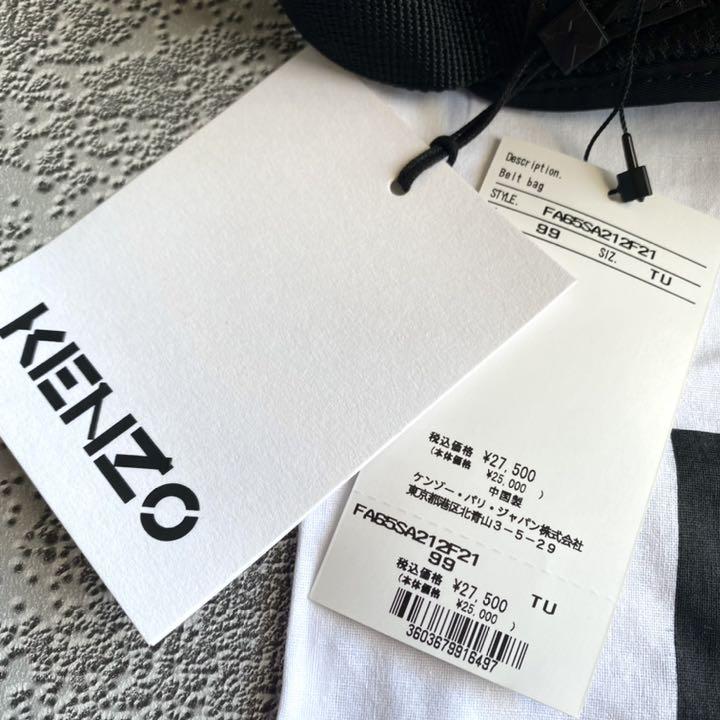 KENZO
Description.
Belt bag
STYLE. FA65SA212F21
99 SIZ. TU
税込価格 ¥27,500
(本体価格 ¥25,000 )
中国製
ケンゾー・パリ・ジャパン株式会社
東京都港区北青山3-5-29
FA65SA212F21
99 TU
税込価格 ¥27,500
(本体価格 ¥25,000 )
3603679916497